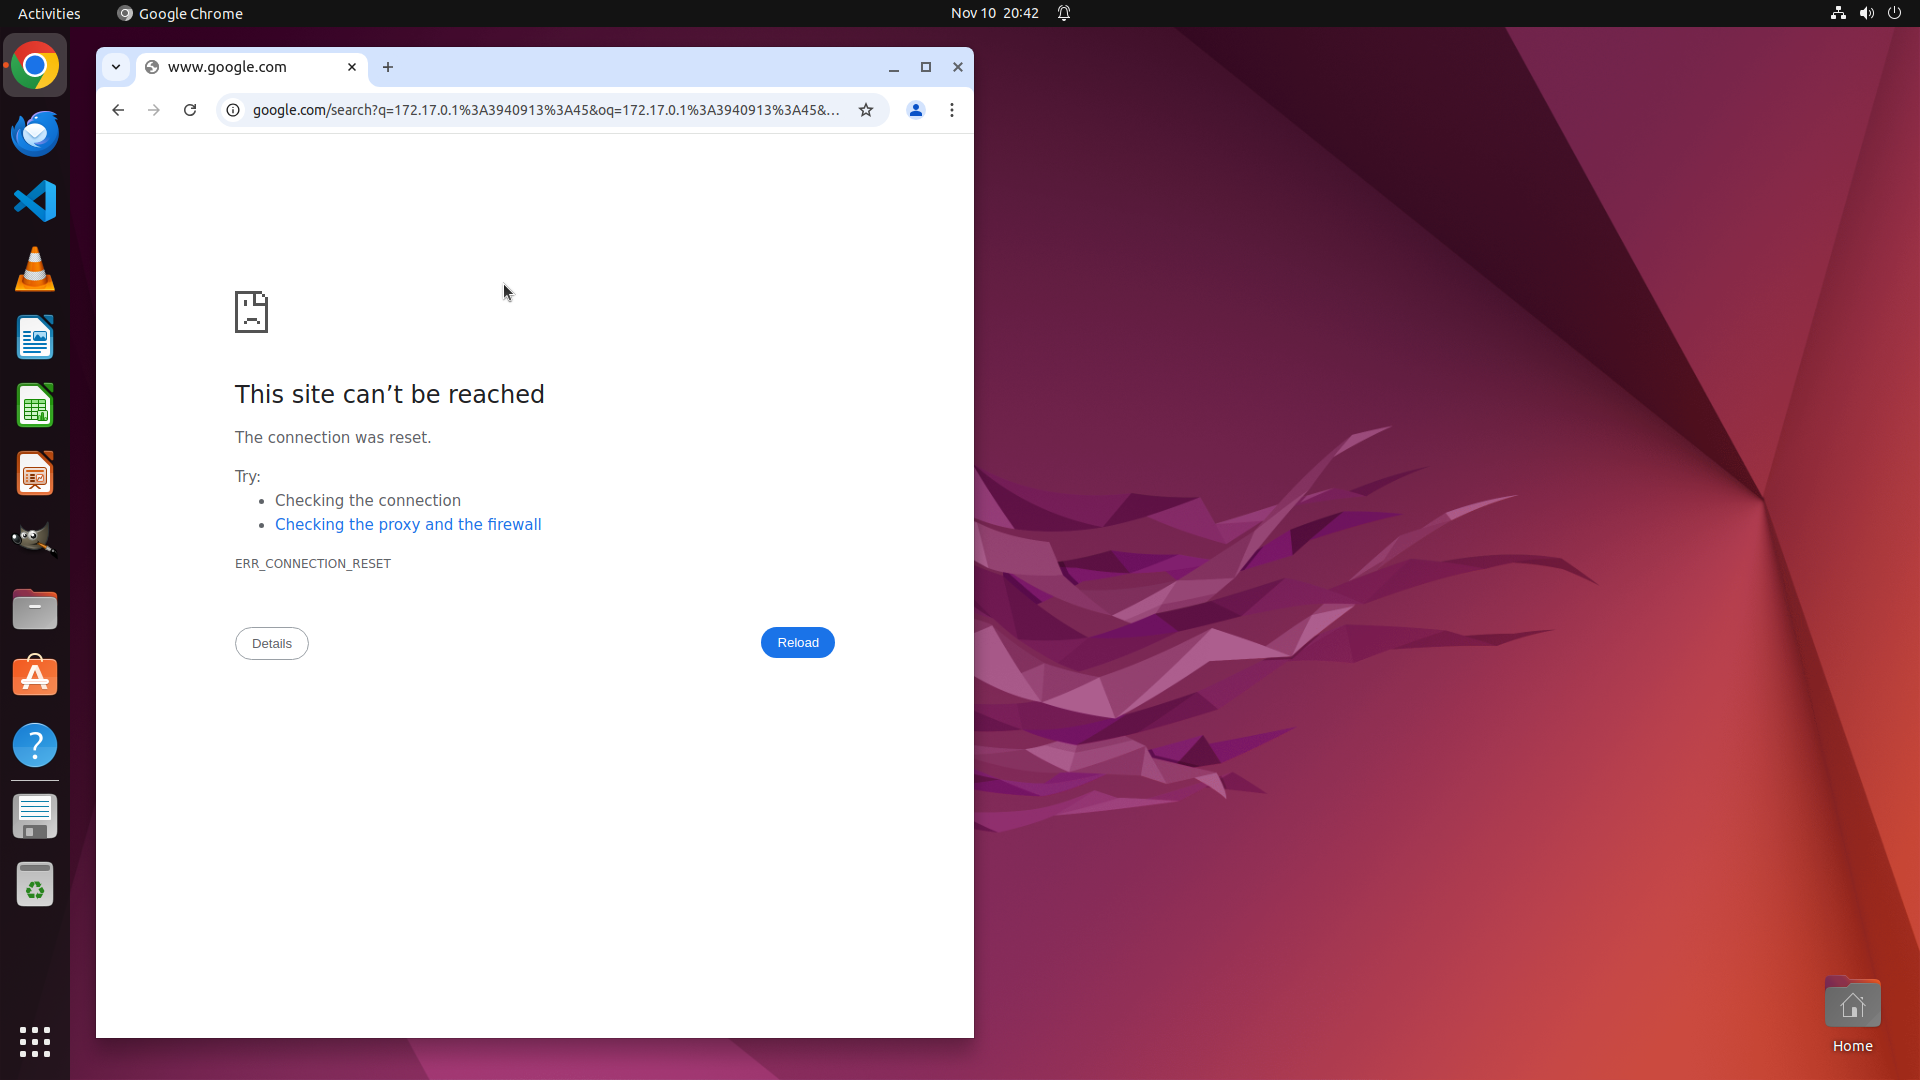 Activities
Google Chrome
Nov 10 20:42
www.google.com
google.com/search?q=172.17.0.1%3A3940913%3A45&oq=172.17.0.1%3A3940913%3A45&...
This site can’t be reached
The connection was reset.
Try:
• Checking the connection
• Checking the proxy and the firewall
ERR_CONNECTION_RESET
Details
Reload
Home